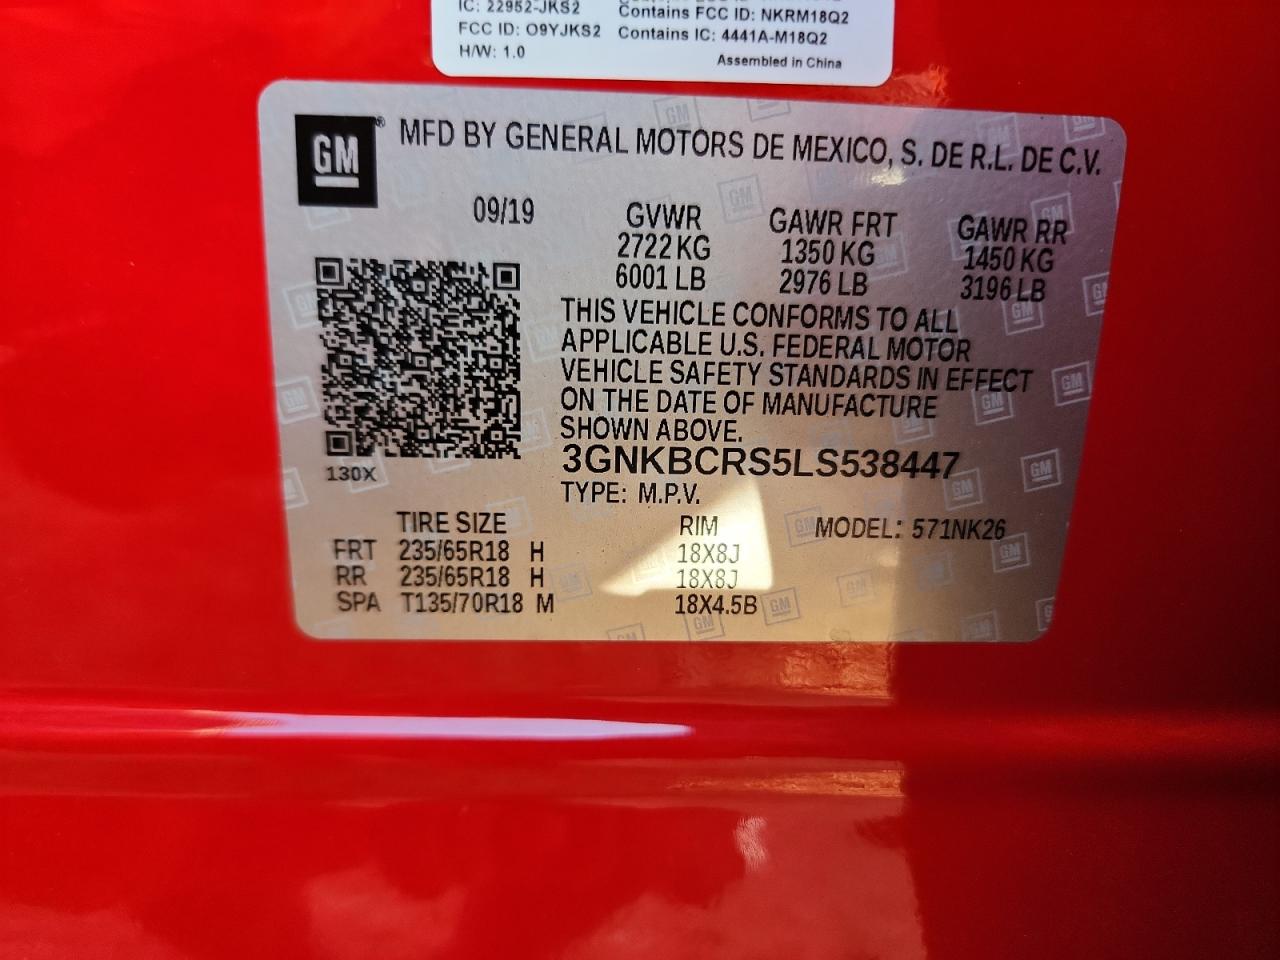 IC: 22952-JKS2
FCC ID: O9YJKS2
H/W: 1.0
Contains FCC ID: NKRM18Q2
Contains IC: 4441A-M18Q2
Assembled in China
GM®
MFD BY GENERAL MOTORS DE MEXICO, S. DE R.L. DE C.V.
09/19
GVWR
2722 KG
6001 LB
GAWR FRT
1350 KG
2976 LB
GAWR RR
1450 KG
3196 LB
THIS VEHICLE CONFORMS TO ALL
APPLICABLE U.S. FEDERAL MOTOR
VEHICLE SAFETY STANDARDS IN EFFECT
ON THE DATE OF MANUFACTURE
SHOWN ABOVE.
3GNKBCRS5LS538447
TYPE: M.P.V.
130X
TIRE SIZE RIM MODEL: 571NK26
FRT 235/65R18 H 18X8J
RR 235/65R18 H 18X8J
SPA T135/70R18 M 18X4.5B